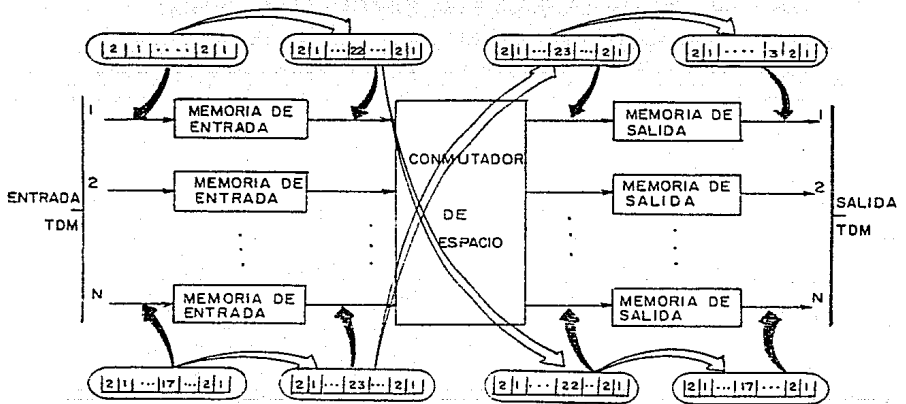 2 1 ···· 2 1
2 1 ··· 22 ··· 2 1
2 1 ··· 23 ··· 2 1
2 1 ···· 3 2 1
1
MEMORIA DE
ENTRADA
CONMUTADOR
DE
ESPACIO
MEMORIA DE
SALIDA
1
2
MEMORIA DE
ENTRADA
MEMORIA DE
SALIDA
2
ENTRADA
TDM
SALIDA
TDM
N
MEMORIA DE
ENTRADA
MEMORIA DE
SALIDA
N
2 1 ··· 17 ··· 2 1
2 1 ··· 23 ··· 2 1
2 1 ··· 22 ·· 2 1
2 1 ··· 17 ··· 2 1